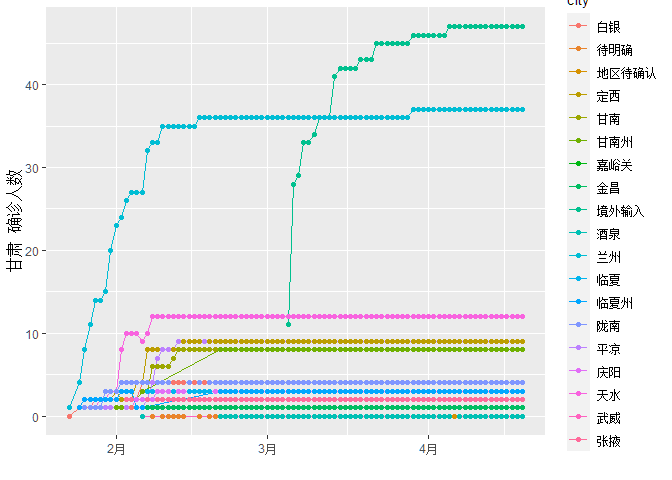 city
白银
待明确
地区待确认
定西
甘南
甘南州
嘉峪关
金昌
境外输入
酒泉
兰州
临夏
临夏州
陇南
平凉
庆阳
天水
武威
张掖
甘肃 确诊人数
40
30
20
10
0
2月
3月
4月